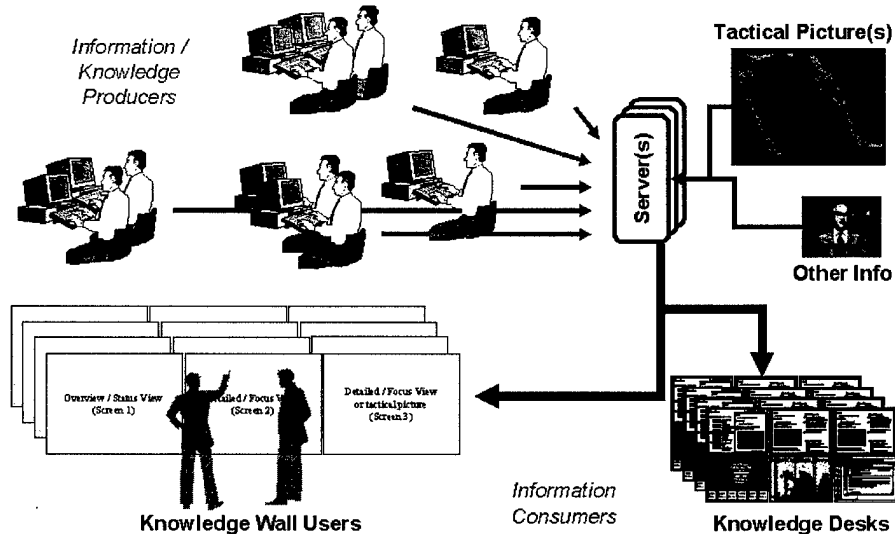 Information /
Knowledge
Producers
Tactical Picture(s)
Server(s)
Other Info
Overview / Status View
(Screen 1)
Detailed / Focus View
or tactical picture
(Screen 3)
/ Focus
(Screen 2)
Information
Consumers
Knowledge Wall Users
Knowledge Desks